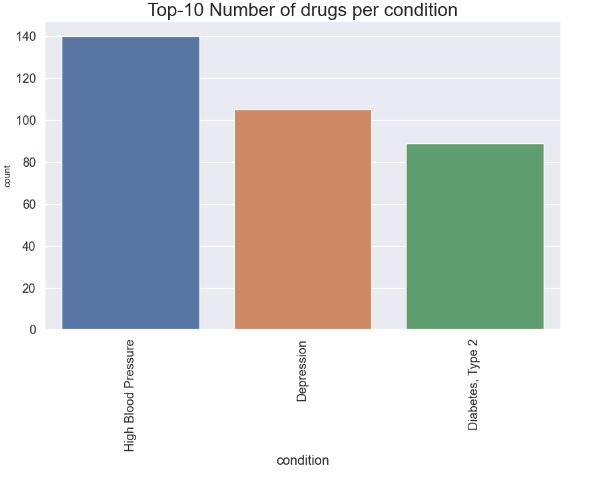 Top-10 Number of drugs per condition
140
120
100
80
60
40
20
0
count
High Blood Pressure
Depression
Diabetes, Type 2
condition